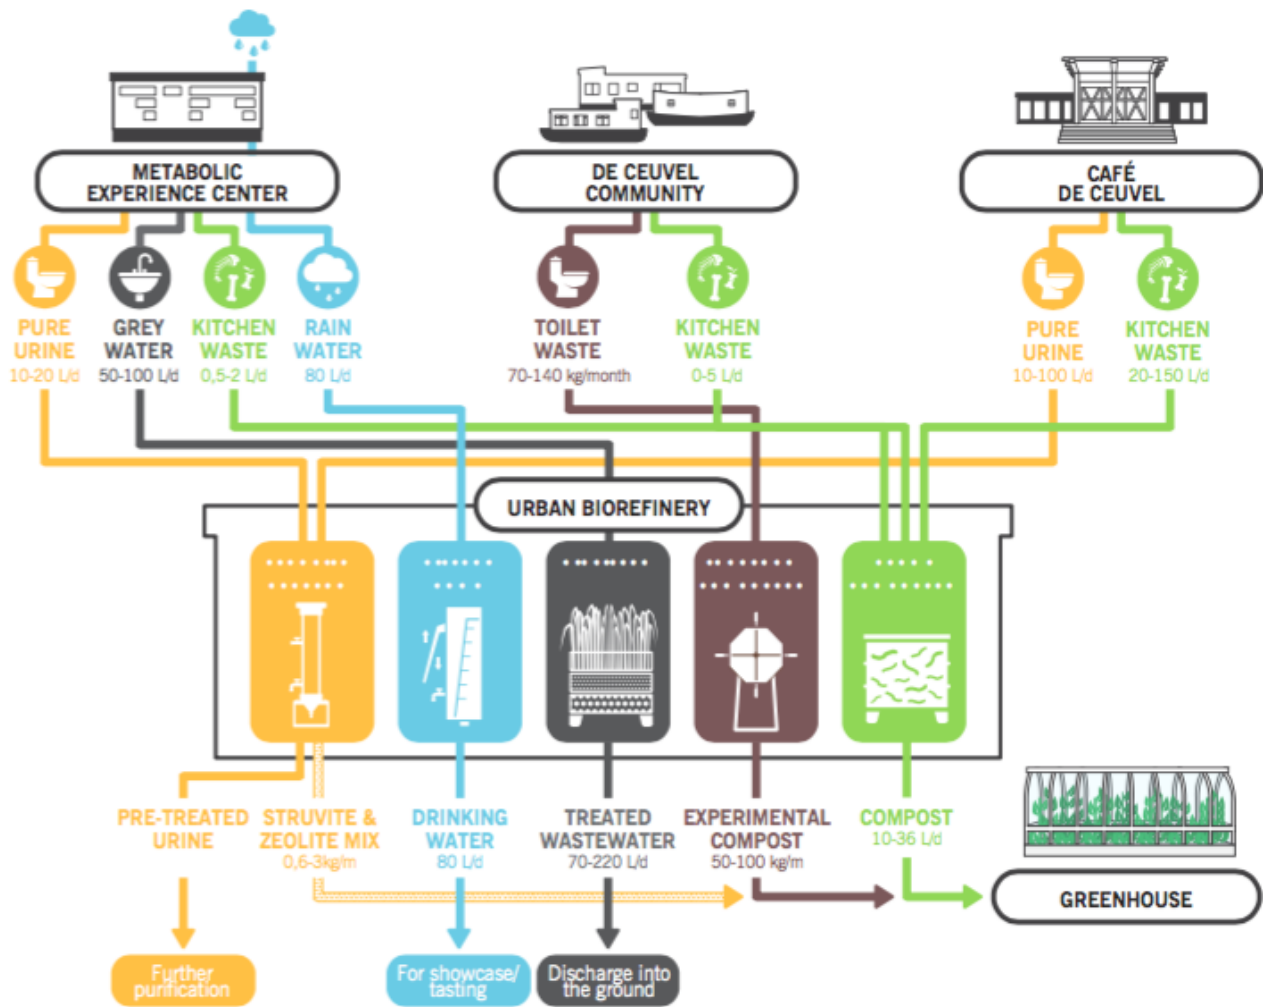 METABOLIC
EXPERIENCE CENTER
DE CEUVEL
COMMUNITY
CAFÉ
DE CEUVEL
PURE
URINE
10-20 L/d
GREY
WATER
50-100 L/d
KITCHEN
WASTE
0,5-2 L/d
RAIN
WATER
80 L/d
TOILET
WASTE
70-140 kg/month
KITCHEN
WASTE
0-5 L/d
PURE
URINE
10-100 L/d
KITCHEN
WASTE
20-150 L/d
URBAN BIOREFINERY
PRE-TREATED
URINE
STRUVITE &
ZEOLITE MIX
0,6-3kg/m
DRINKING
WATER
80 L/d
TREATED
WASTEWATER
70-220 L/d
EXPERIMENTAL
COMPOST
50-100 kg/m
COMPOST
10-36 L/d
GREENHOUSE
Further
purification
For showcase/
tasting
Discharge into
the ground